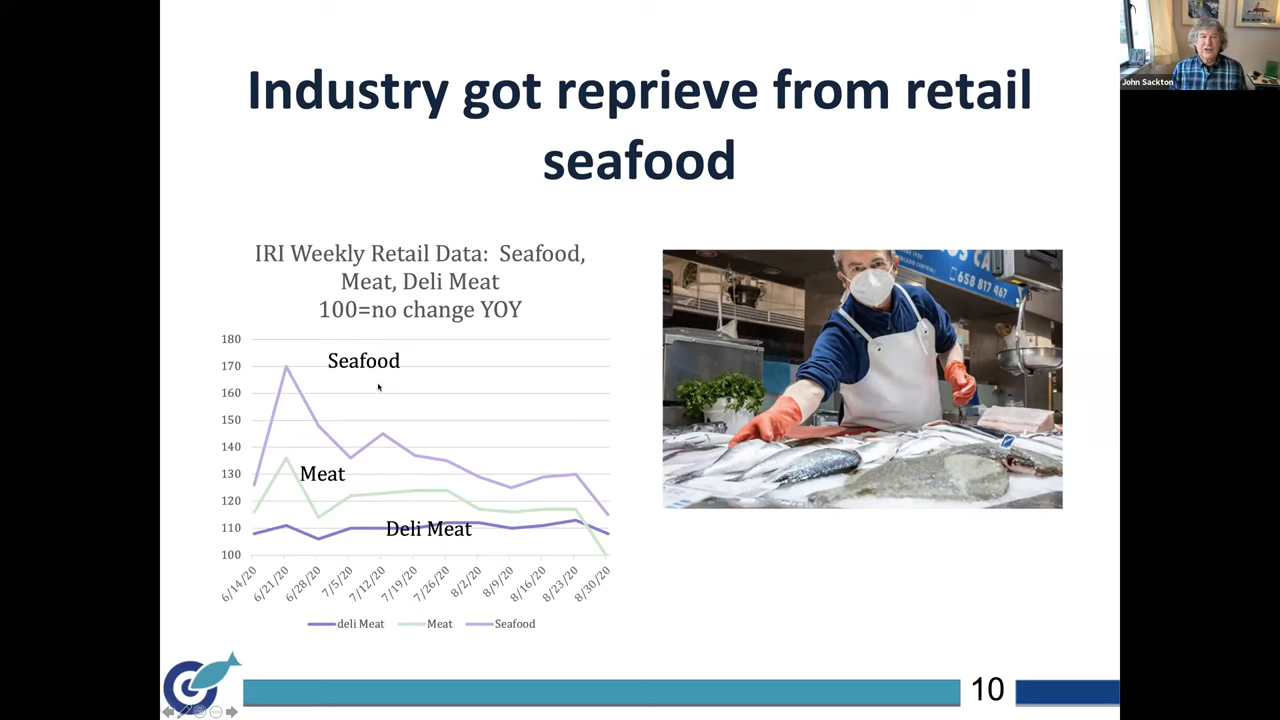 Industry got reprieve from retail
seafood
John Sackton
IRI Weekly Retail Data: Seafood,
Meat, Deli Meat
100=no change YOY
180
170
160
150
140
130
120
110
100
Seafood
Meat
Deli Meat
6/14/20
6/21/20
6/28/20
7/5/20
7/12/20
7/19/20
7/26/20
8/2/20
8/9/20
8/16/20
8/23/20
8/30/20
deli Meat
Meat
Seafood
658 817 467
10